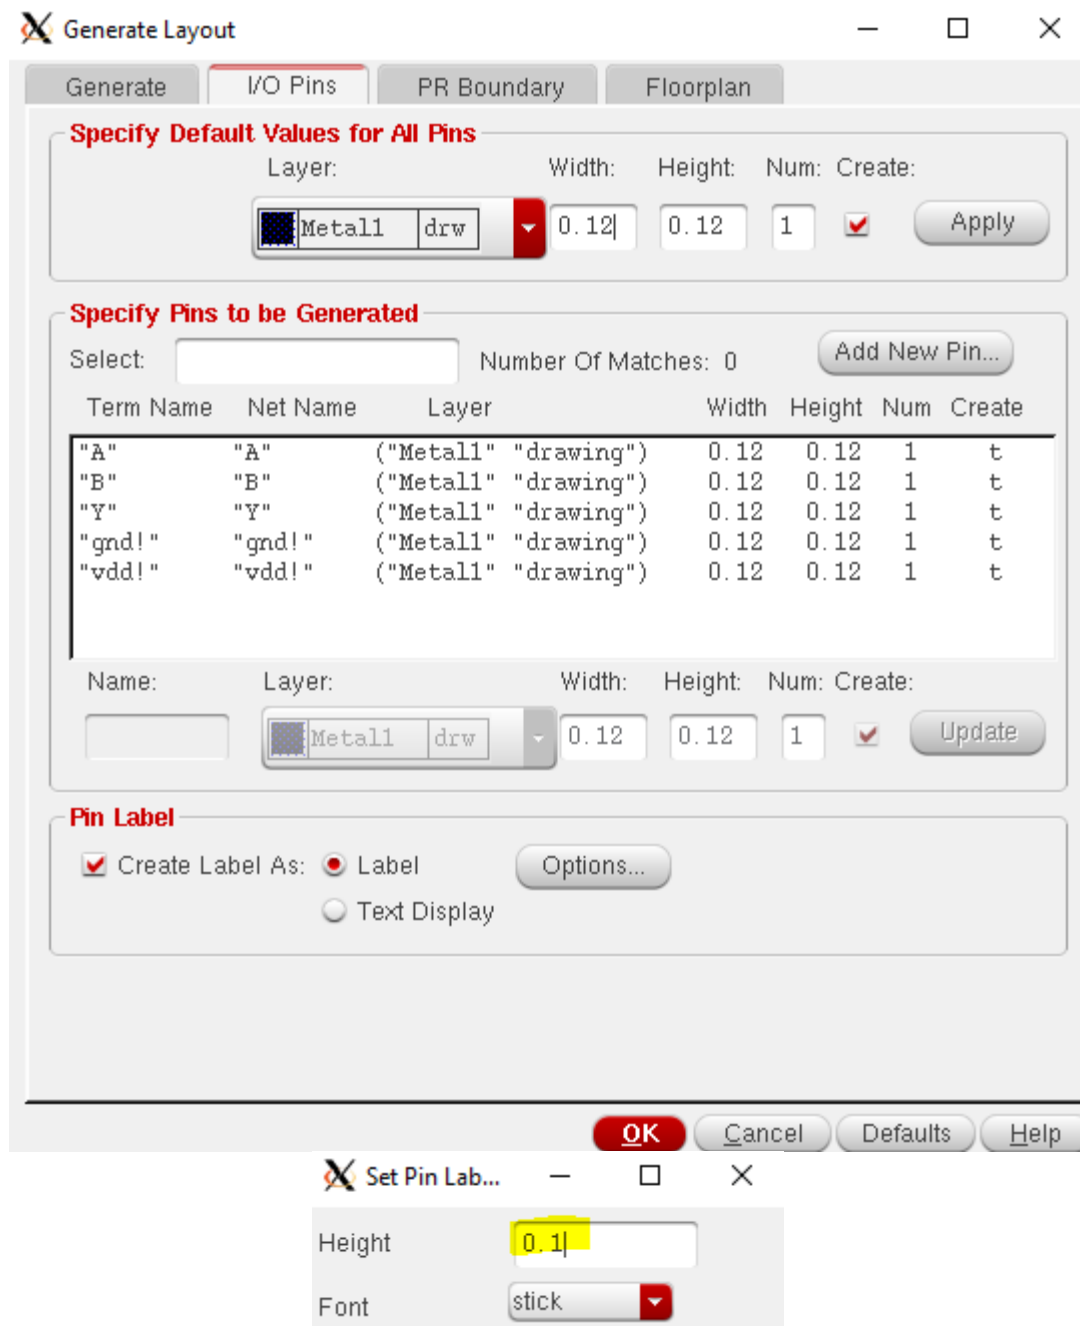 Generate Layout
Generate I/O Pins PR Boundary Floorplan
Specify Default Values for All Pins
Layer: Width: Height: Num: Create:
Metal1 drw 0.12 0.12 1 Apply
Specify Pins to be Generated
Select: Number Of Matches: 0 Add New Pin...
Term Name Net Name Layer Width Height Num Create
"A" "A" ("Metal1" "drawing") 0.12 0.12 1 t
"B" "B" ("Metal1" "drawing") 0.12 0.12 1 t
"Y" "Y" ("Metal1" "drawing") 0.12 0.12 1 t
"gnd!" "gnd!" ("Metal1" "drawing") 0.12 0.12 1 t
"vdd!" "vdd!" ("Metal1" "drawing") 0.12 0.12 1 t
Name: Layer: Width: Height: Num: Create:
Metal1 drw 0.12 0.12 1 Update
Pin Label
Create Label As: Label Options...
Text Display
OK Cancel Defaults Help
Set Pin Lab...
Height 0.1
Font stick